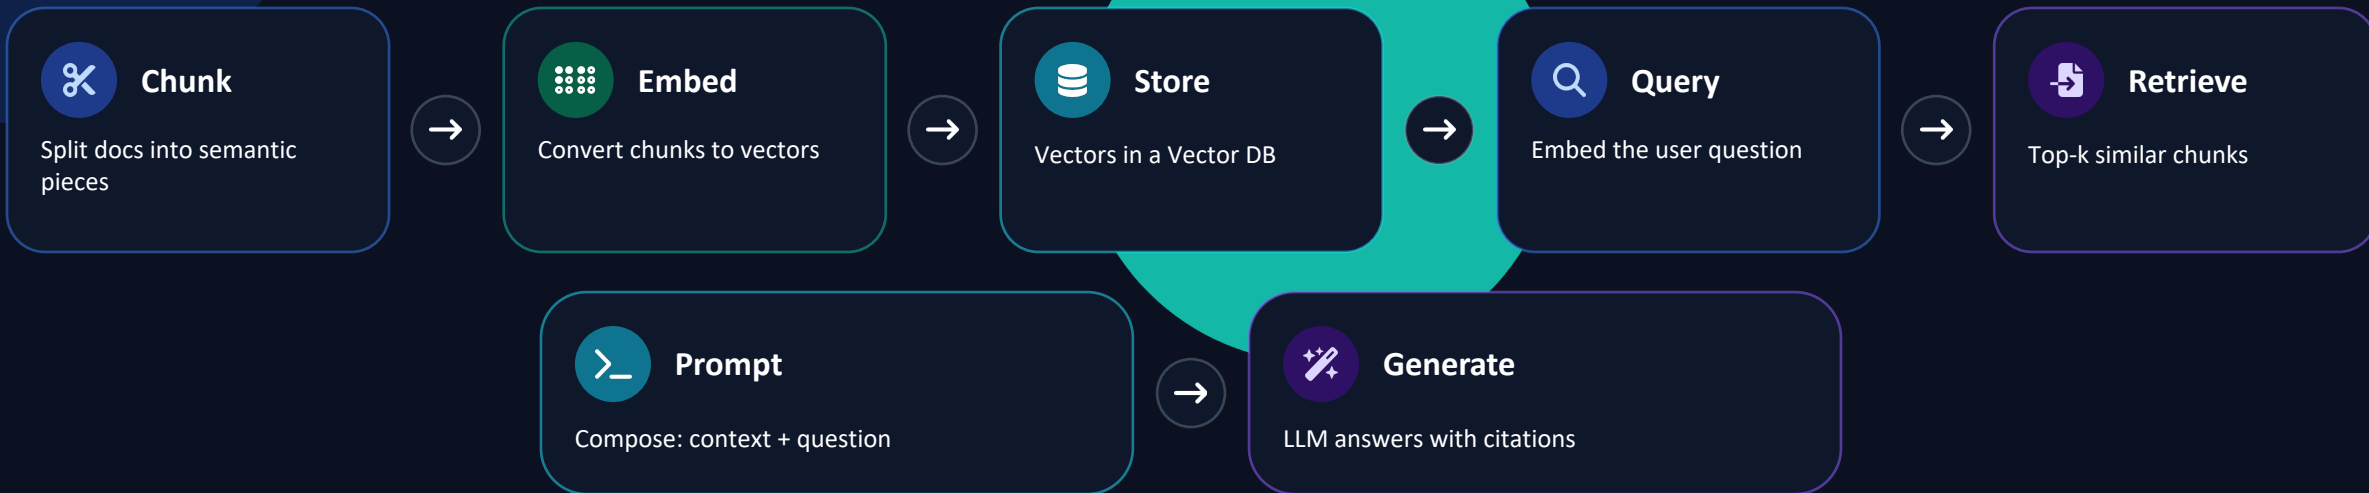 Chunk
Split docs into semantic
pieces
Embed
Convert chunks to vectors
Store
Vectors in a Vector DB
Query
Embed the user question
Retrieve
Top-k similar chunks
Prompt
Compose: context + question
Generate
LLM answers with citations